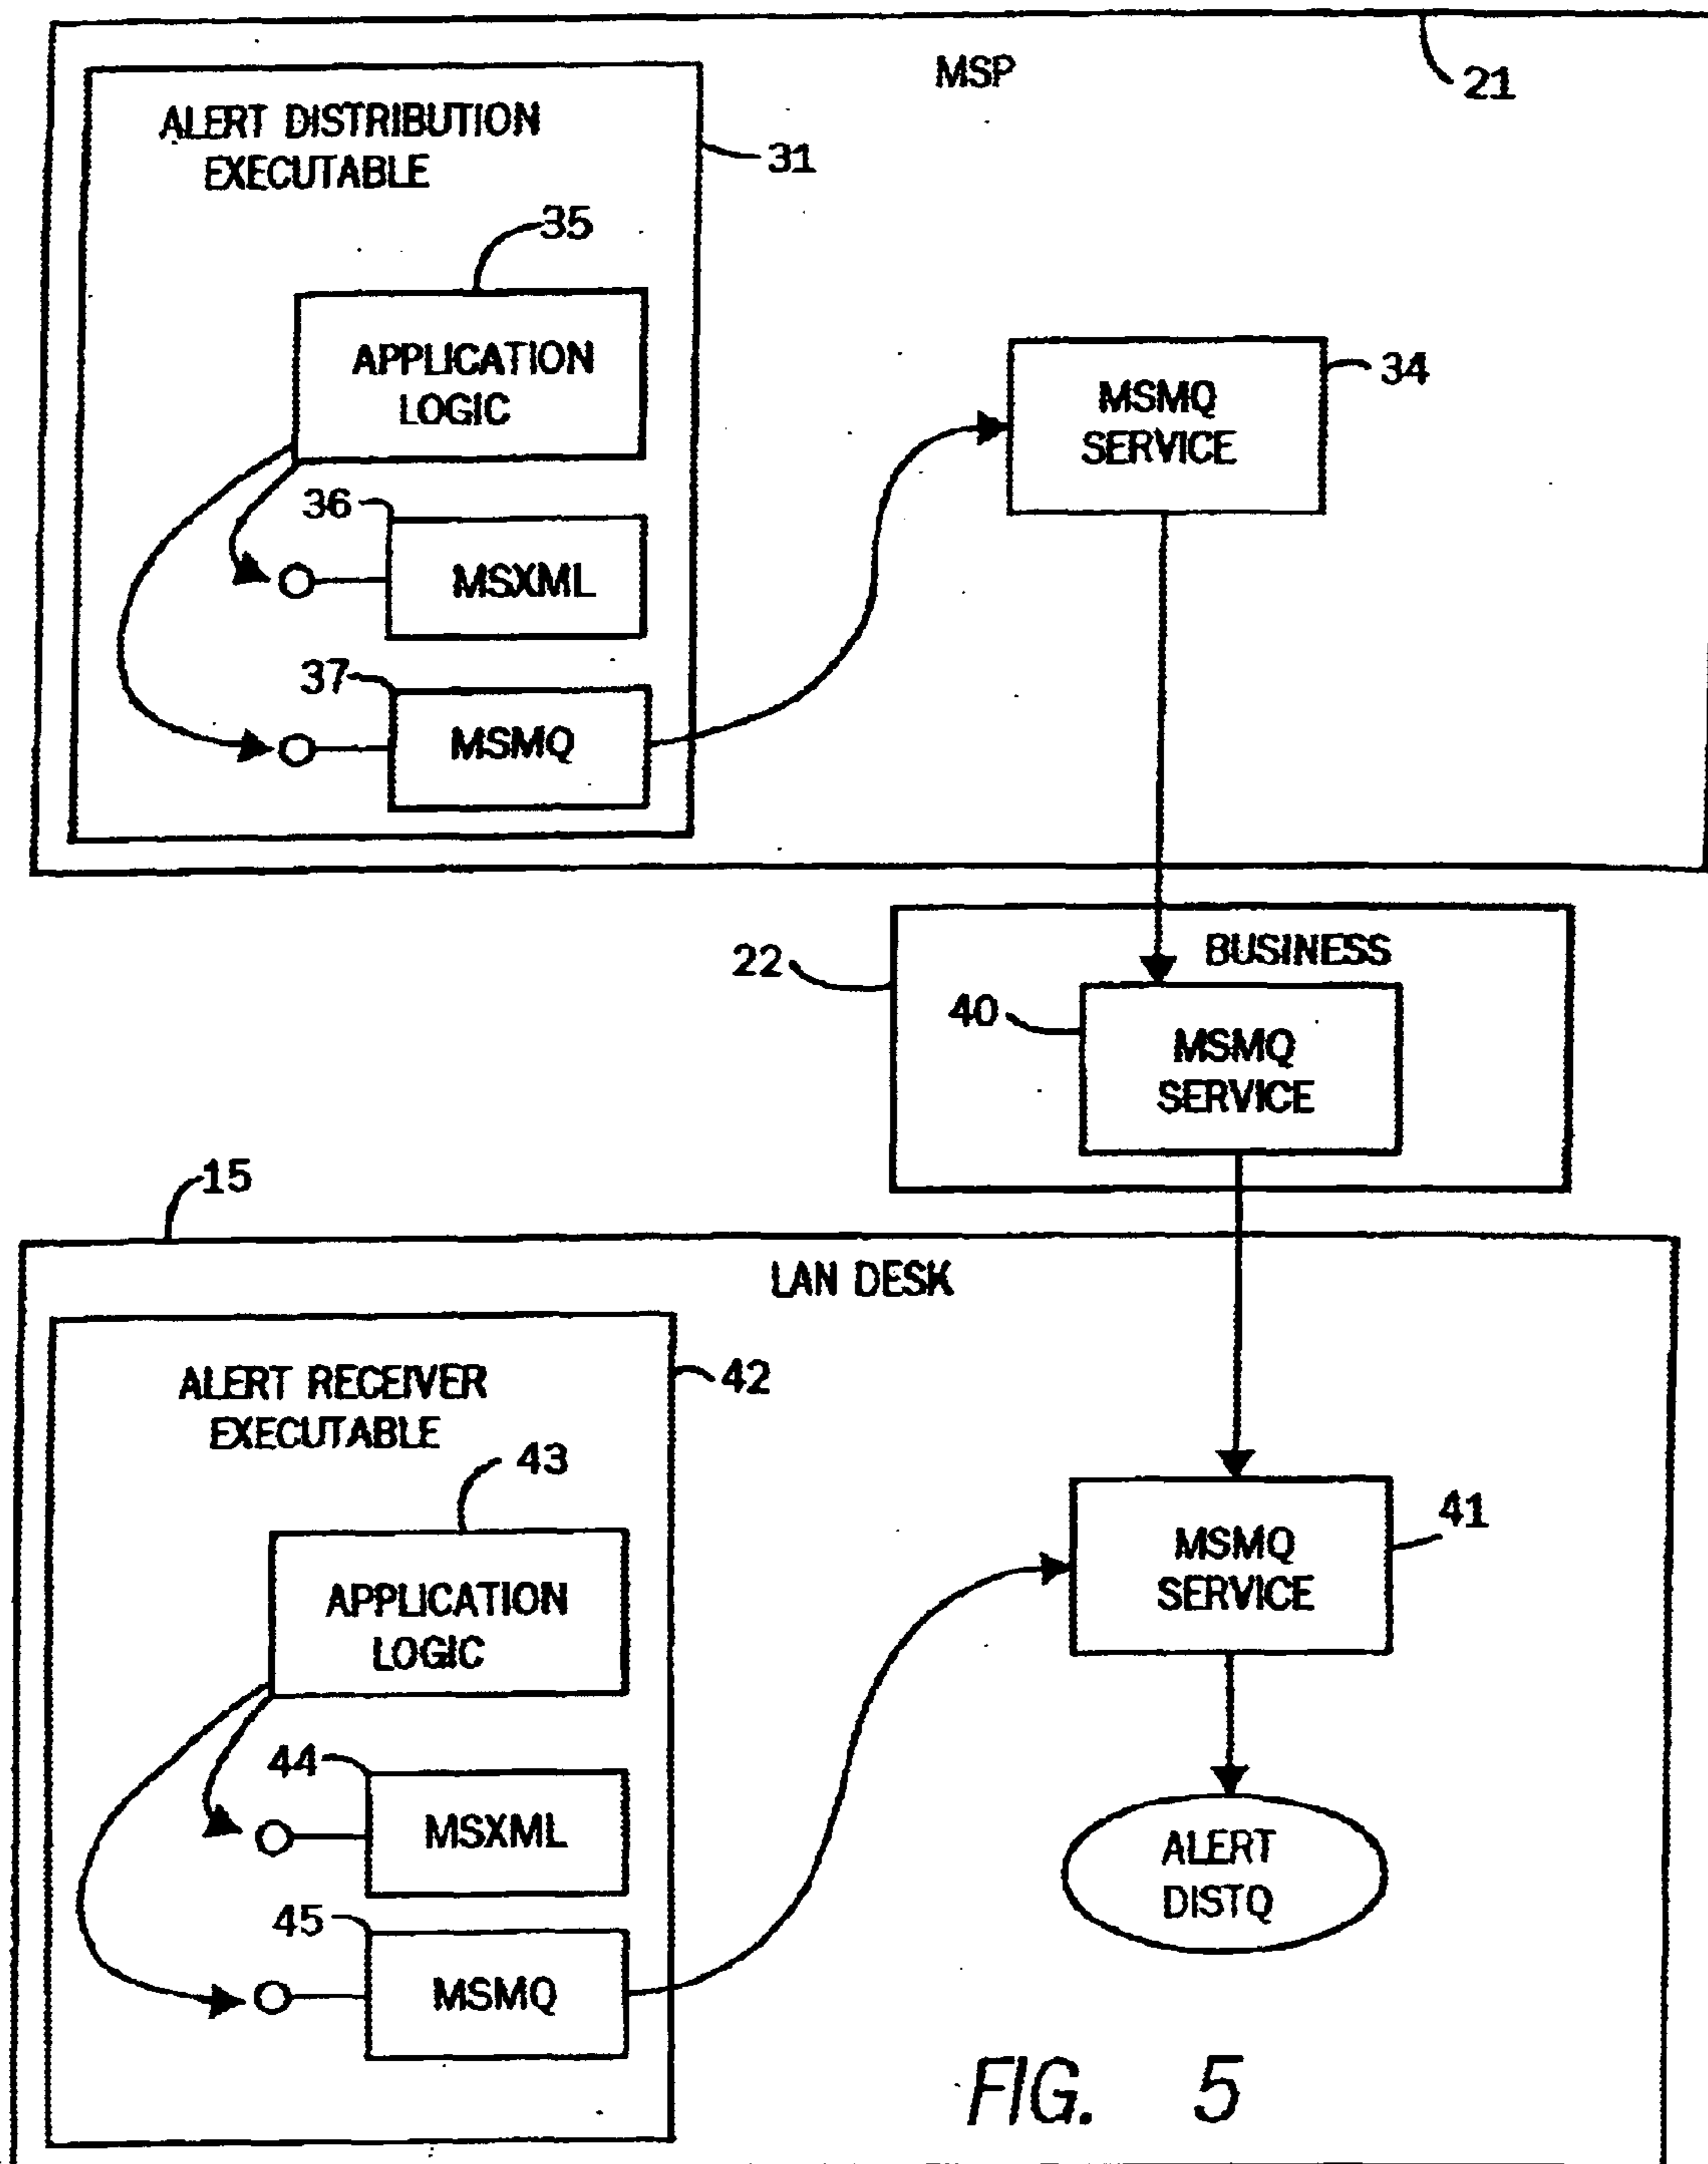 MSP
21
ALERT DISTRIBUTION
EXECUTABLE
31
35
APPLICATION
LOGIC
34
MSMQ
SERVICE
36
MSXML
37
MSMQ
22
BUSINESS
40
MSMQ
SERVICE
15
LAN DESK
ALERT RECEIVER
EXECUTABLE
42
43
APPLICATION
LOGIC
41
MSMQ
SERVICE
44
MSXML
ALERT
DISTQ
45
MSMQ
FIG. 5